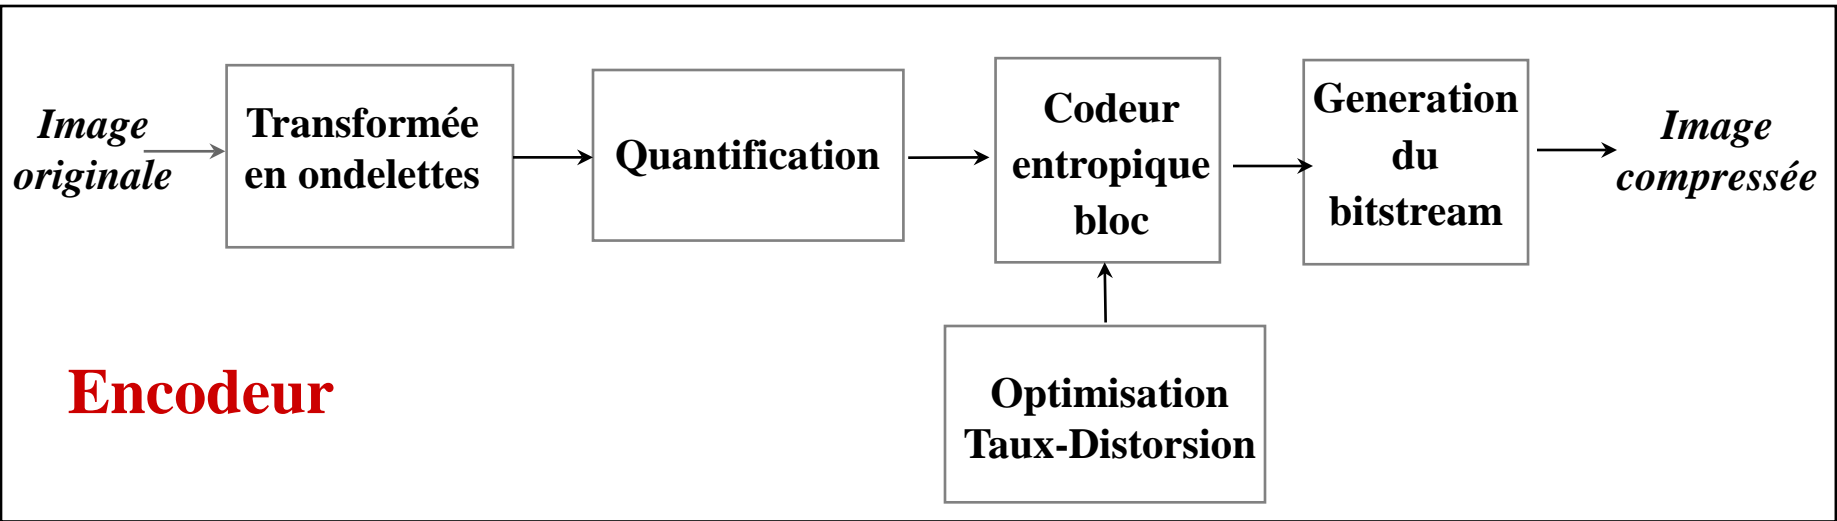 Image
originale
Transformée
en ondelettes
Quantification
Codeur
entropique
bloc
Generation
du
bitstream
Image
compressée
Encodeur
Optimisation
Taux-Distorsion